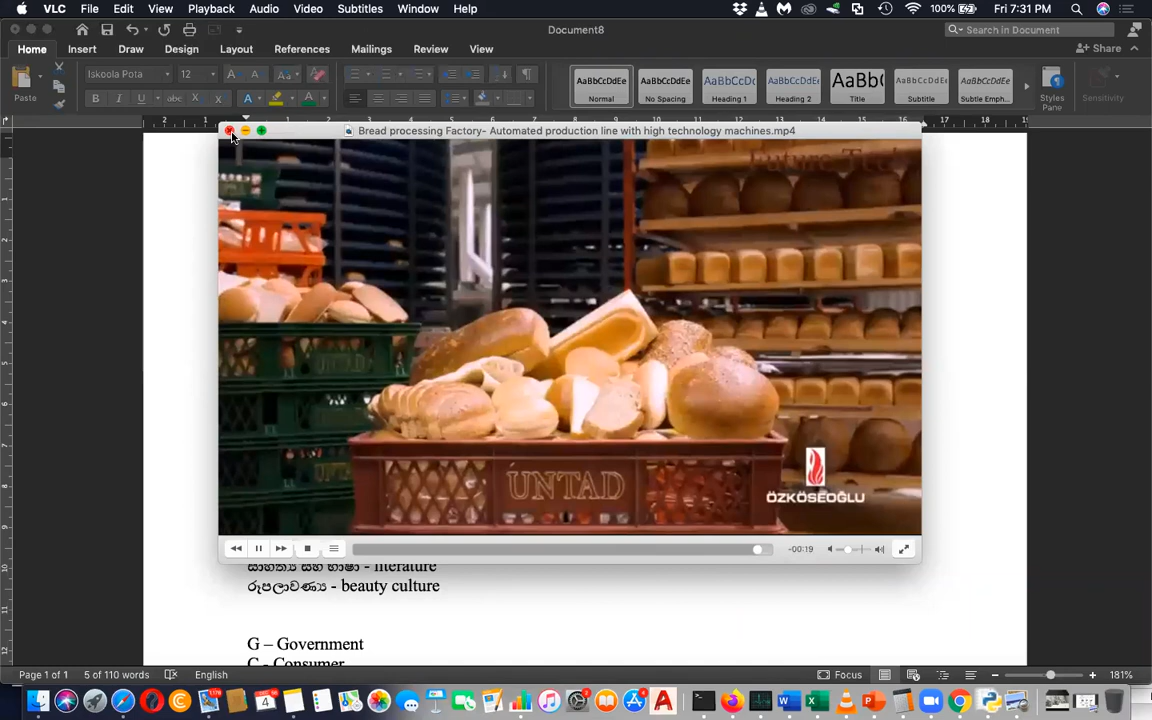 VLC File Edit View Playback Audio Video Subtitles Window Help 100% Fri 7:31 PM
Document8
Search in Document
Home Insert Draw Design Layout References Mailings Review View Share
Paste
Iskoola Pota 12
AaBbCcDdEe AaBbCcDdEe AaBbCcDc AaBbCcDdEe AaBbC AaBbCcDdEe AaBbCcDdEe
Normal No Spacing Heading 1 Heading 2 Title Subtitle Subtle Emph...
Styles Pane
Sensitivity
Bread processing Factory- Automated production line with high technology machines.mp4
UNTAD
ÖZKÖSEOĞLU
-00:19
සාහිත්‍ය සහ භාෂා - literature
රූපලාවණ්‍ය - beauty culture
G – Government
C - Consumer
Page 1 of 1 5 of 110 words English Focus 181%